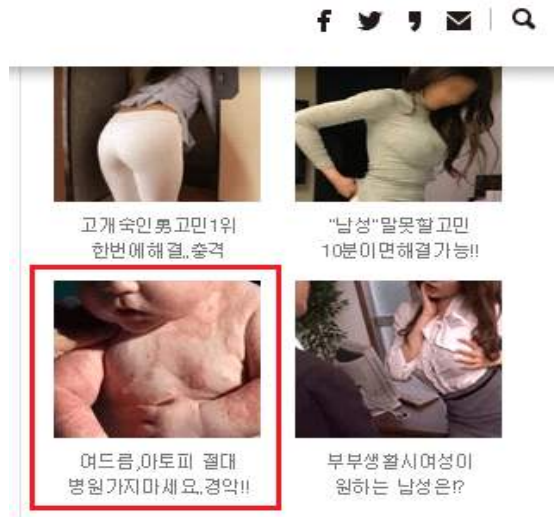 고개숙인男고민1위
한번에해결..충격
"남성"말못할고민
10분이면해결가능!!
여드름,아토피 절대
병원가지마세요..경악!!
부부생활시여성이
원하는 남성은!?